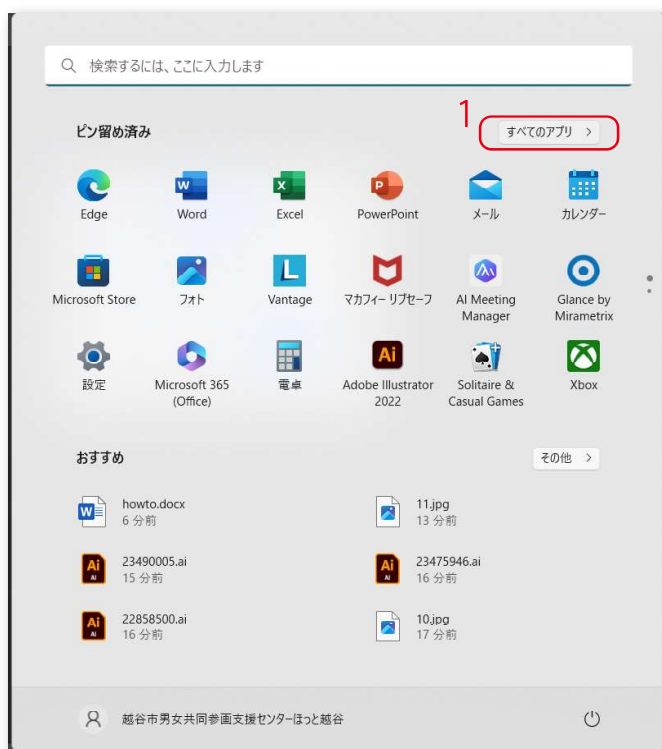 検索するには、ここに入力します
ピン留め済み
1
すべてのアプリ >
Edge
Word
Excel
PowerPoint
メール
カレンダー
Microsoft Store
フォト
Vantage
マカフィー リブセーフ
AI Meeting
Manager
Glance by
Mirametrix
設定
Microsoft 365
(Office)
電卓
Adobe Illustrator
2022
Solitaire &
Casual Games
Xbox
おすすめ
その他 >
howto.docx
6 分前
11.jpg
13 分前
23490005.ai
15 分前
23475946.ai
16 分前
22858500.ai
16 分前
10.jpg
17 分前
越谷市男女共同参画支援センターほっと越谷